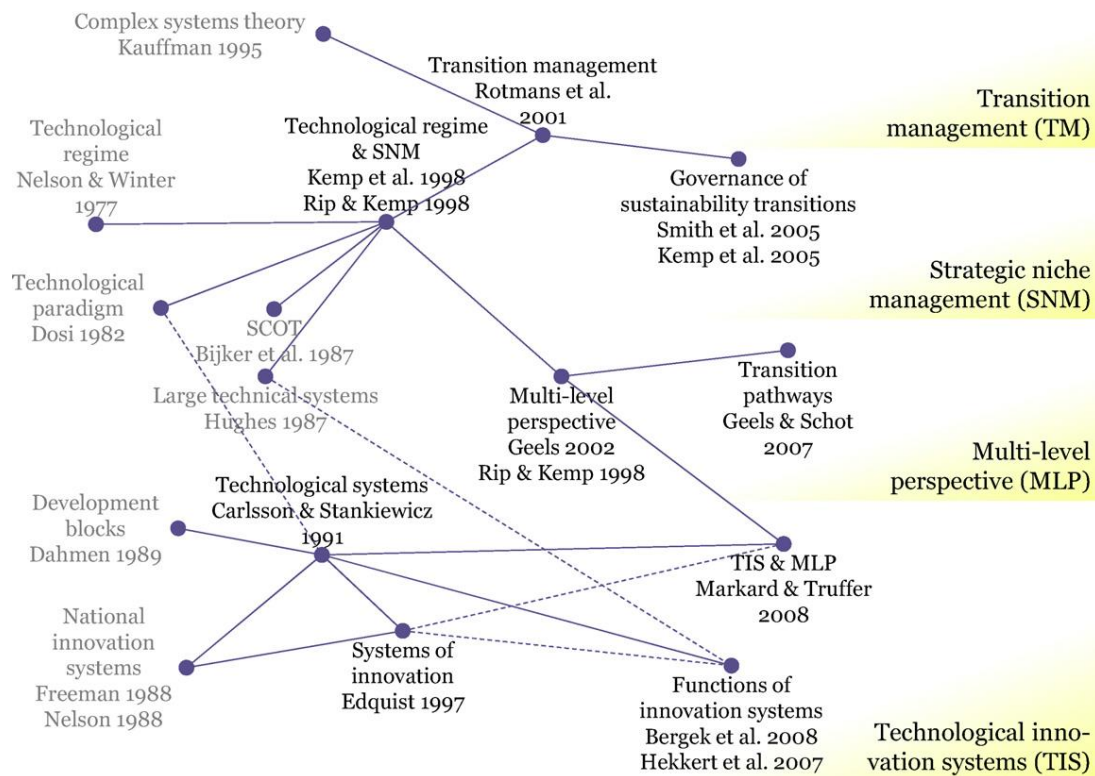 Complex systems theory
Kauffman 1995
Transition management
Rotmans et al.
2001
Transition
management (TM)
Technological
regime
Nelson & Winter
1977
Technological regime
& SNM
Kemp et al. 1998
Rip & Kemp 1998
Governance of
sustainability transitions
Smith et al. 2005
Kemp et al. 2005
Strategic niche
management (SNM)
Technological
paradigm
Dosi 1982
SCOT
Bijker et al. 1987
Large technical systems
Hughes 1987
Multi-level
perspective
Geels 2002
Rip & Kemp 1998
Transition
pathways
Geels & Schot
2007
Multi-level
perspective (MLP)
Technological systems
Carlsson & Stankiewicz
1991
Development
blocks
Dahmen 1989
TIS & MLP
Markard & Truffer
2008
National
innovation
systems
Freeman 1988
Nelson 1988
Systems of
innovation
Edquist 1997
Functions of
innovation systems
Bergek et al. 2008
Hekkert et al. 2007
Technological inno-
vation systems (TIS)